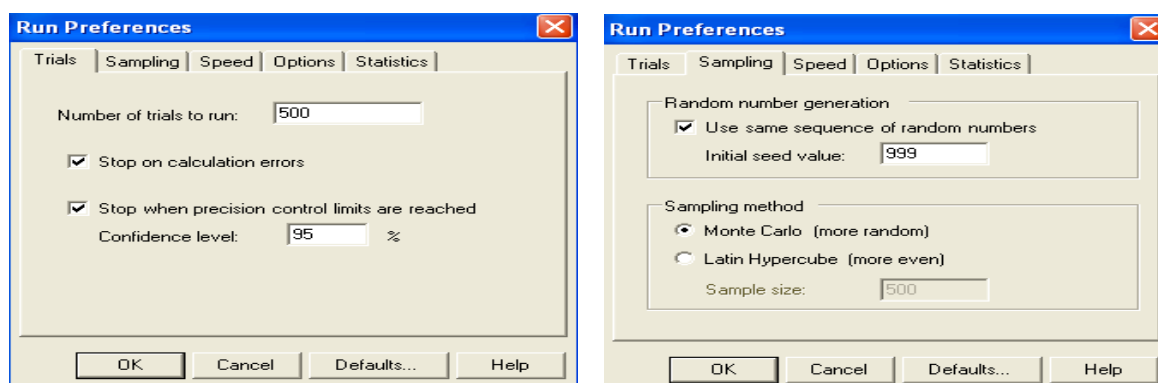 Run Preferences
Trials Sampling Speed Options Statistics
Number of trials to run: 500
Stop on calculation errors
Stop when precision control limits are reached
Confidence level: 95 %
OK Cancel Defaults... Help
Run Preferences
Trials Sampling Speed Options Statistics
Random number generation
Use same sequence of random numbers
Initial seed value: 999
Sampling method
Monte Carlo (more random)
Latin Hypercube (more even)
Sample size: 500
OK Cancel Defaults... Help